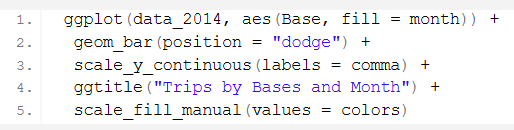 1. ggplot(data_2014, aes(Base, fill = month)) +
2. geom_bar(position = "dodge") +
3. scale_y_continuous(labels = comma) +
4. ggtitle("Trips by Bases and Month") +
5. scale_fill_manual(values = colors)